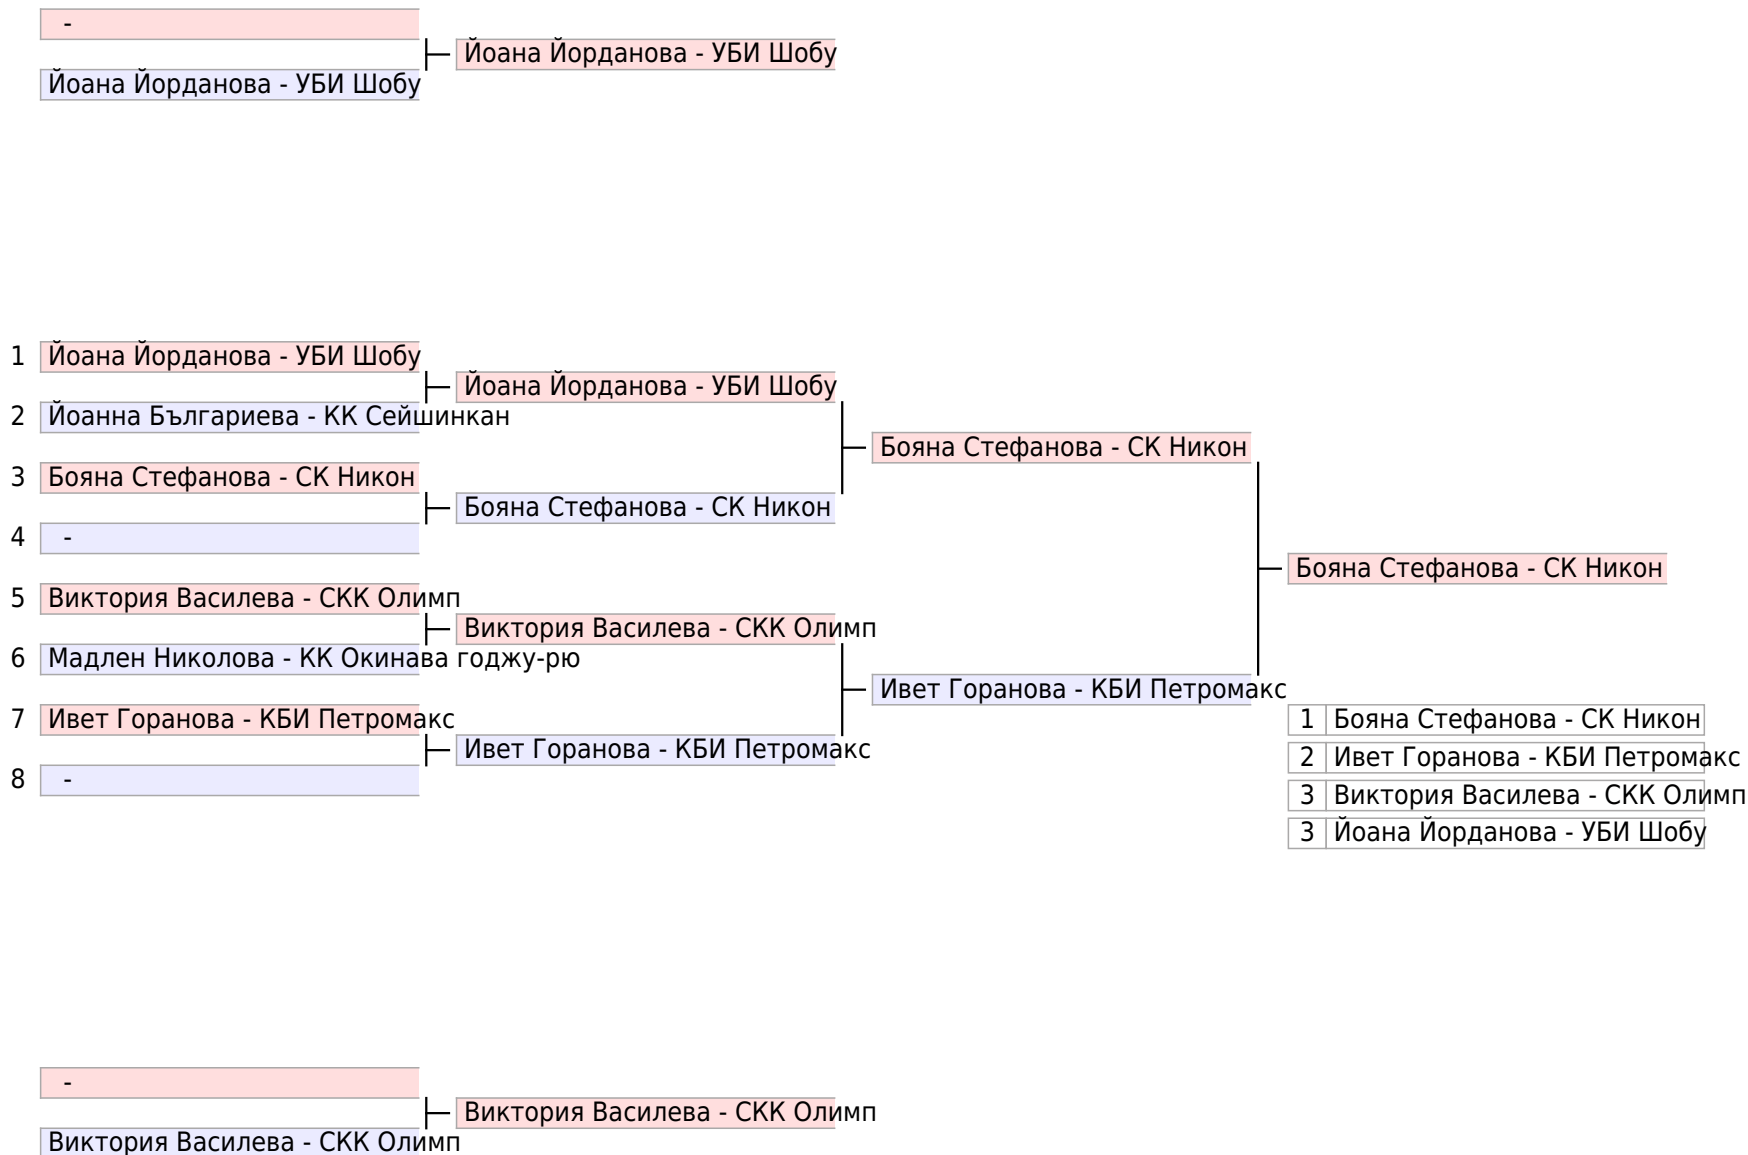 -
Йоана Йорданова - УБИ Шобу
Йоана Йорданова - УБИ Шобу
1 Йоана Йорданова - УБИ Шобу
Йоана Йорданова - УБИ Шобу
2 Йоанна Българиева - КК Сейшинкан
Бояна Стефанова - СК Никон
3 Бояна Стефанова - СК Никон
Бояна Стефанова - СК Никон
4 -
Бояна Стефанова - СК Никон
5 Виктория Василева - СКК Олимп
Виктория Василева - СКК Олимп
6 Мадлен Николова - КК Окинава годжу-рю
Ивет Горанова - КБИ Петромакс
7 Ивет Горанова - КБИ Петромакс
Ивет Горанова - КБИ Петромакс
8 -
1 Бояна Стефанова - СК Никон
2 Ивет Горанова - КБИ Петромакс
3 Виктория Василева - СКК Олимп
3 Йоана Йорданова - УБИ Шобу
-
Виктория Василева - СКК Олимп
Виктория Василева - СКК Олимп